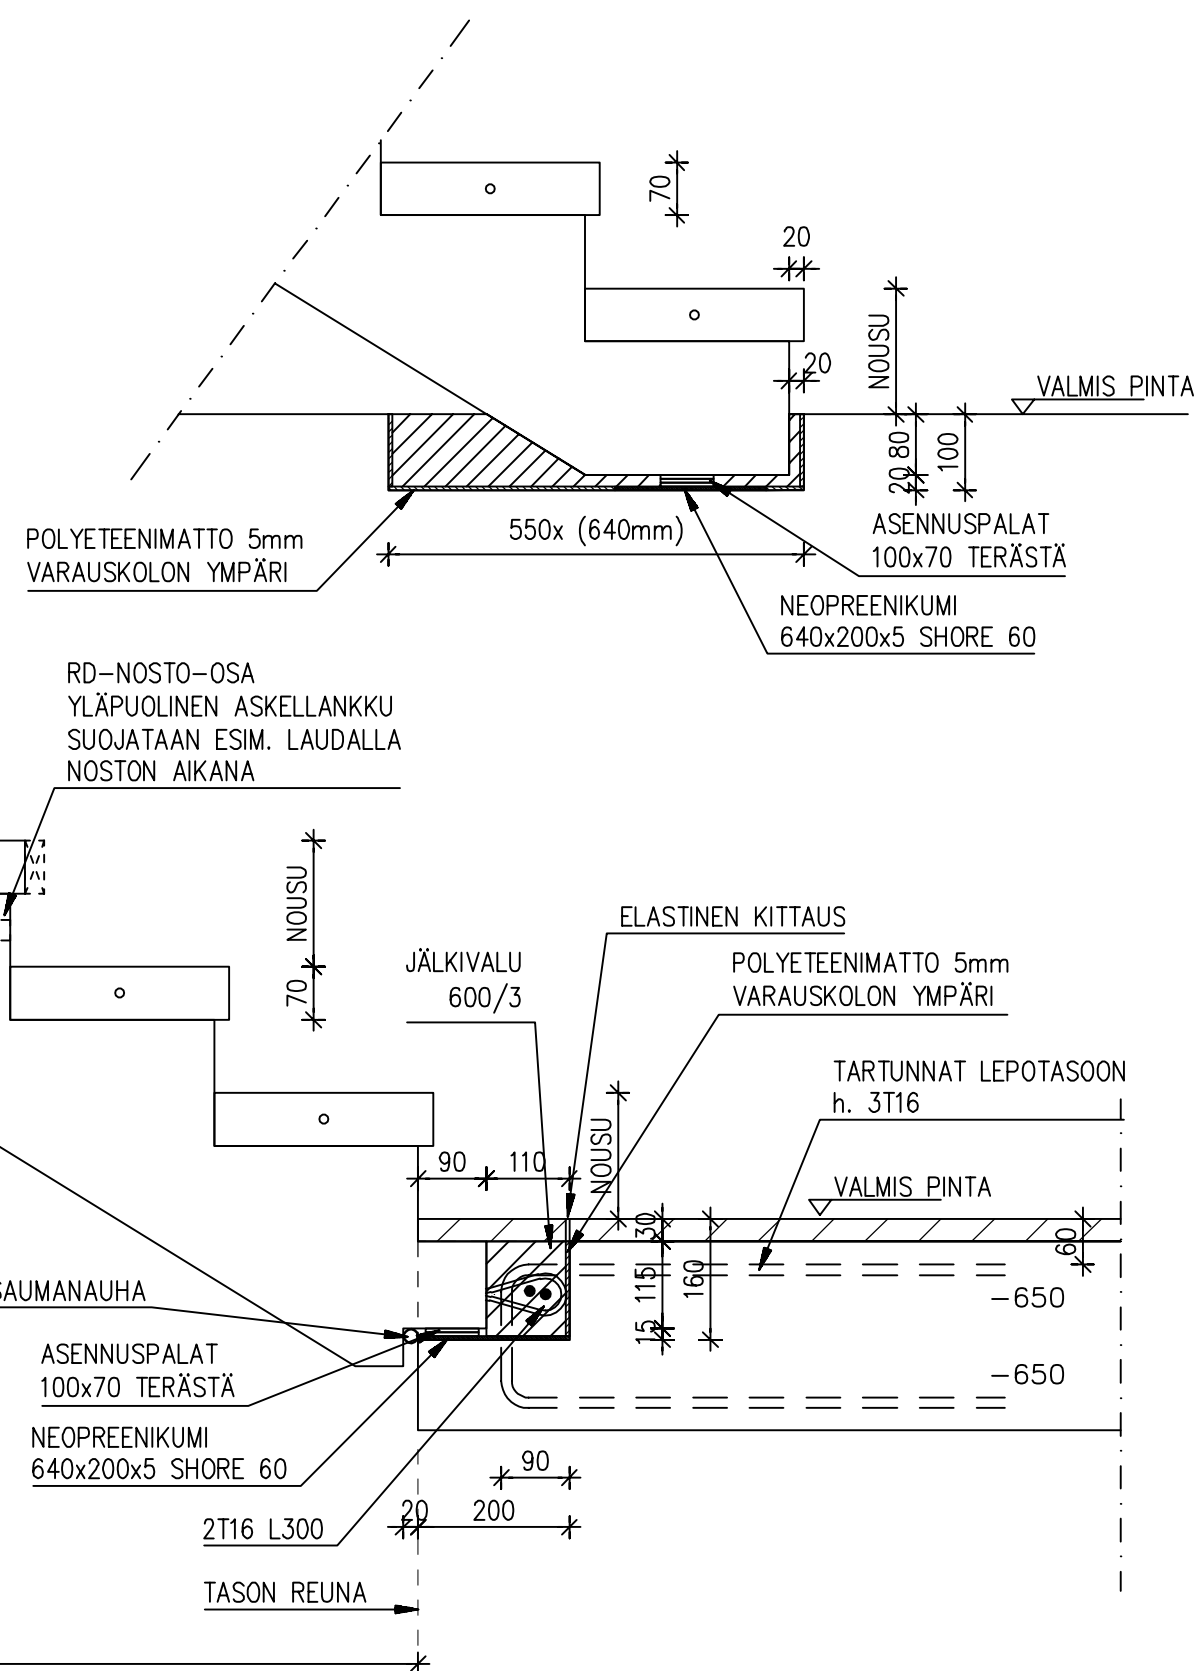 70
20
NOUSU
20
VALMIS PINTA
80
20
100
POLYETEENIMATTO 5mm
VARAUSKOLON YMPÄRI
550x (640mm)
ASENNUSPALAT
100x70 TERÄSTÄ
NEOPREENIKUMI
640x200x5 SHORE 60
RD-NOSTO-OSA
YLÄPUOLINEN ASKELLANKKU
SUOJATAAN ESIM. LAUDALLA
NOSTON AIKANA
NOUSU
70
ELASTINEN KITTAUS
JÄLKIVALU
600/3
POLYETEENIMATTO 5mm
VARAUSKOLON YMPÄRI
TARTUNNAT LEPOTASOON
h. 3T16
90
110
NOUSU
VALMIS PINTA
30
115
15
160
60
-650
-650
SAUMANAUHA
ASENNUSPALAT
100x70 TERÄSTÄ
NEOPREENIKUMI
640x200x5 SHORE 60
90
20
200
2T16 L300
TASON REUNA